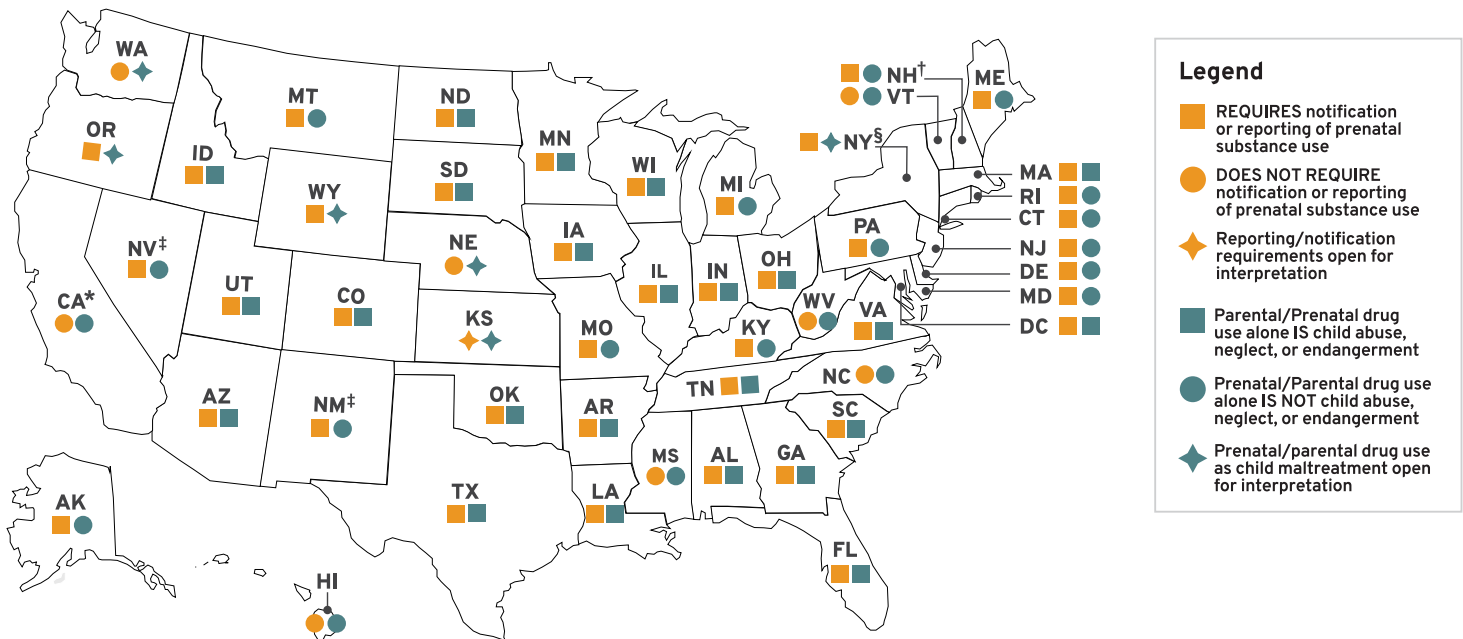 WA
MT
ND
MN
NH†
VT
ME
OR
ID
SD
WI
MI
NY§
WY
MA
RI
CT
NV‡
NE
IA
PA
NJ
UT
CO
IL
IN
OH
DE
MD
CA*
KS
MO
WV
VA
KY
DC
TN
NC
AZ
NM‡
OK
AR
SC
MS
AL
GA
AK
TX
LA
FL
HI
Legend
REQUIRES notification
or reporting of prenatal
substance use
DOES NOT REQUIRE
notification or reporting
of prenatal substance use
Reporting/notification
requirements open for
interpretation
Parental/Prenatal drug
use alone IS child abuse,
neglect, or endangerment
Prenatal/Parental drug use
alone IS NOT child abuse,
neglect, or endangerment
Prenatal/parental drug use
as child maltreatment open
for interpretation